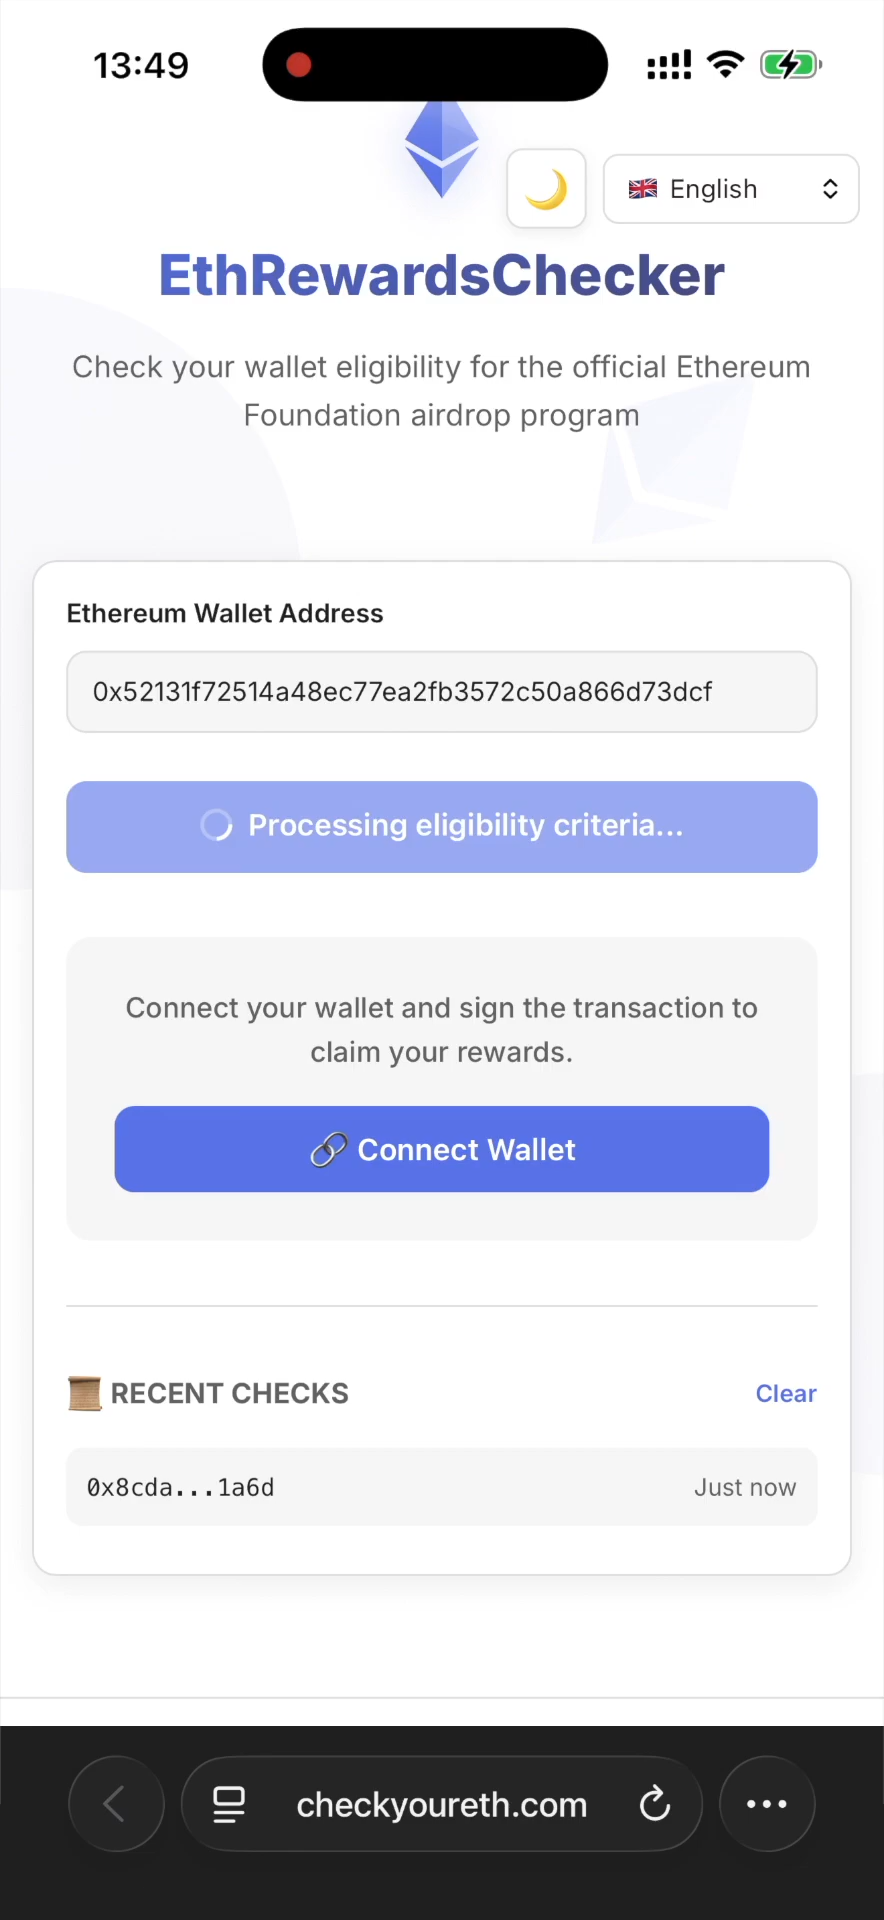 13:49
English
EthRewardsChecker
Check your wallet eligibility for the official Ethereum
Foundation airdrop program
Ethereum Wallet Address
0x52131f72514a48ec77ea2fb3572c50a866d73dcf
Processing eligibility criteria...
Connect your wallet and sign the transaction to
claim your rewards.
Connect Wallet
RECENT CHECKS
Clear
0x8cda...1a6d
Just now
checkyoureth.com